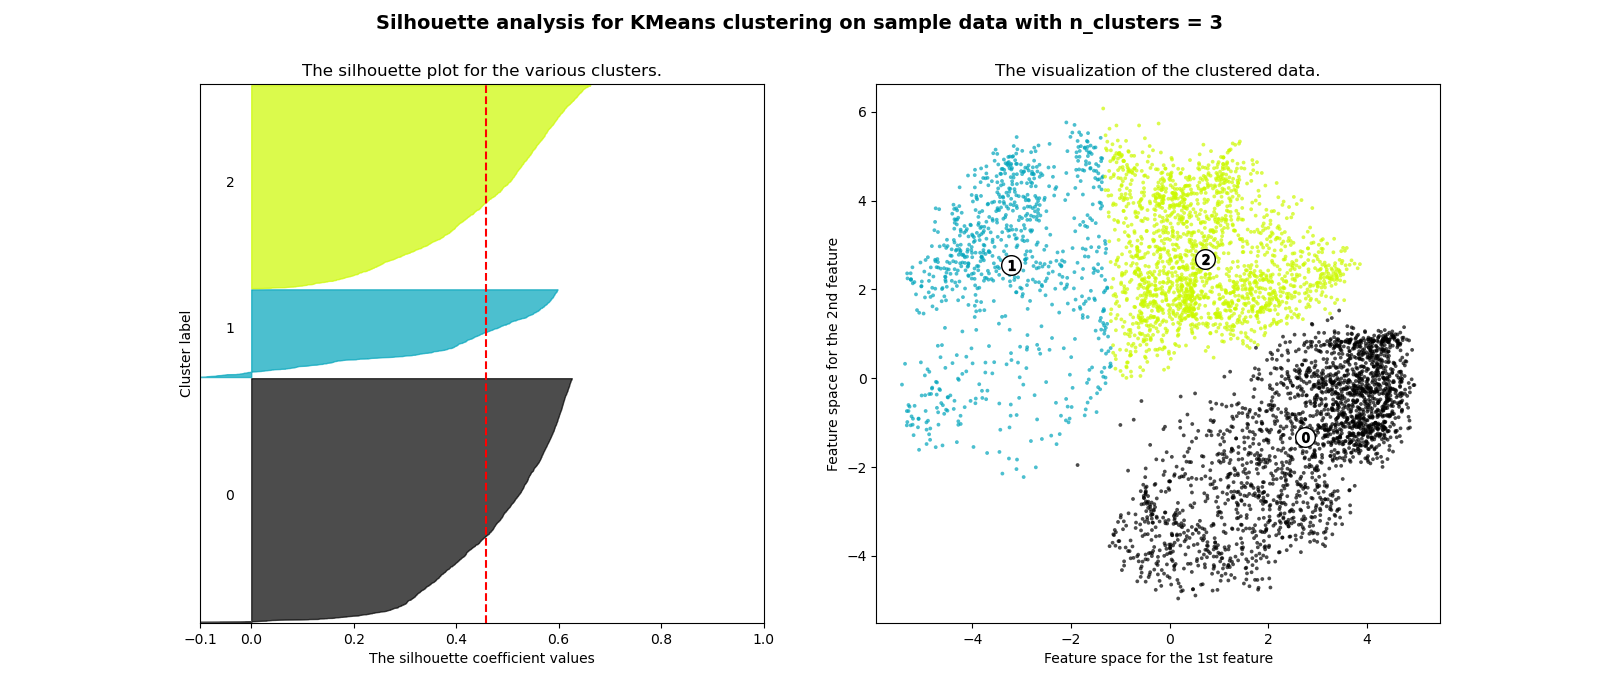 Silhouette analysis for KMeans clustering on sample data with n_clusters = 3
The silhouette plot for the various clusters.
Cluster label
2
1
0
−0.1 0.0 0.2 0.4 0.6 0.8 1.0
The silhouette coefficient values
The visualization of the clustered data.
Feature space for the 2nd feature
6
4
2
0
−2
−4
1
2
0
−4 −2 0 2 4
Feature space for the 1st feature